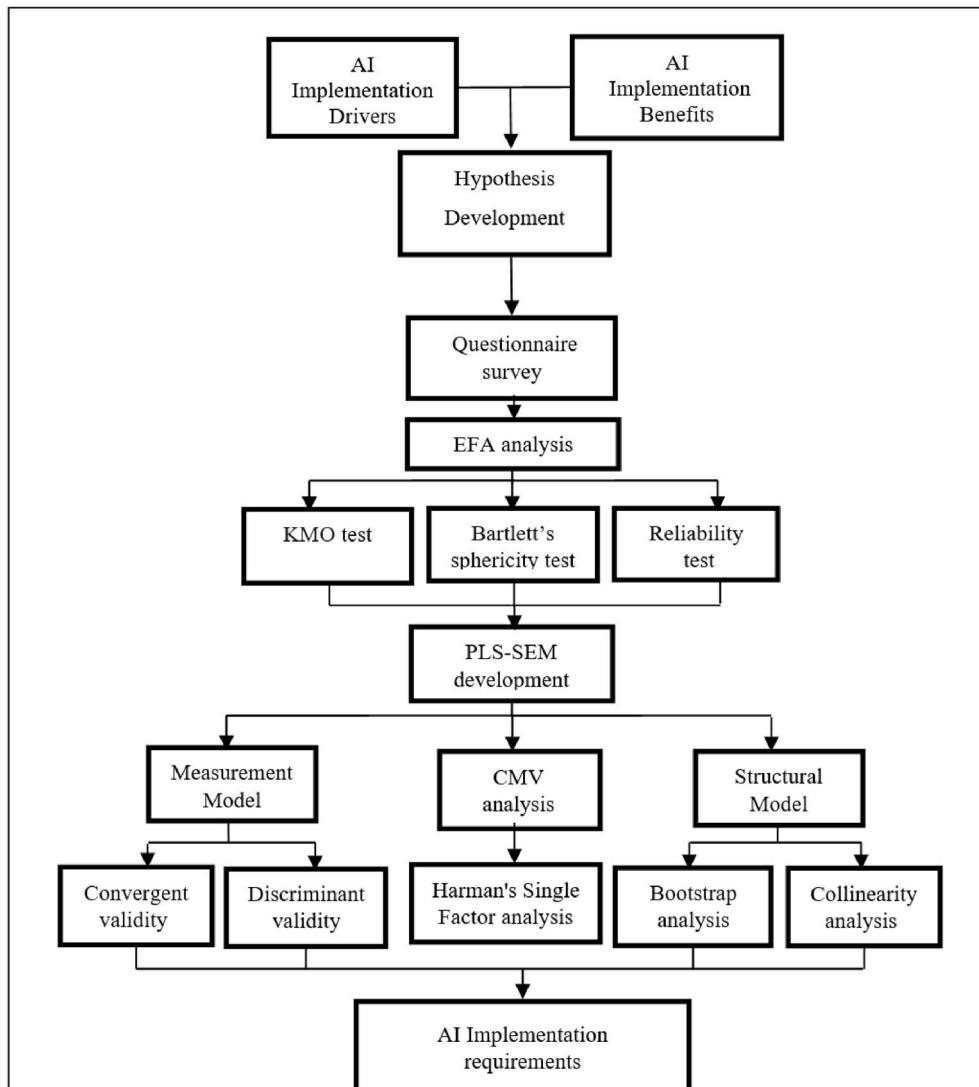 AI
Implementation
Drivers
AI
Implementation
Benefits
Hypothesis
Development
Questionnaire
survey
EFA analysis
KMO test
Bartlett’s
sphericity test
Reliability
test
PLS-SEM
development
Measurement
Model
CMV
analysis
Structural
Model
Convergent
validity
Discriminant
validity
Harman's Single
Factor analysis
Bootstrap
analysis
Collinearity
analysis
AI Implementation
requirements